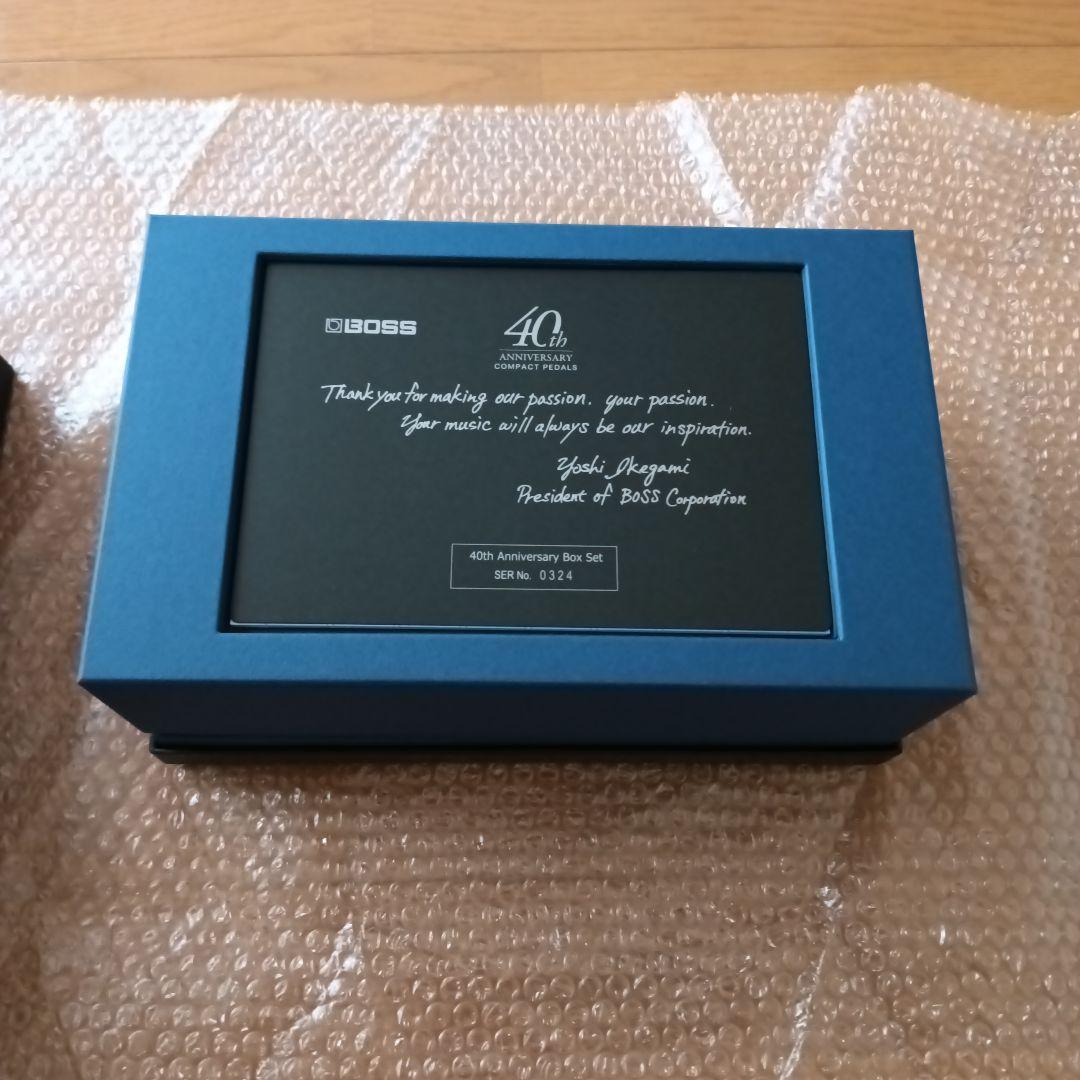 BOSS
40th
ANNIVERSARY
COMPACT PEDALS
Thank you for making our passion. your passion.
Your music will always be our inspiration.
Yoshi Ikegami
President of BOSS Corporation
40th Anniversary Box Set
SER No. 0324